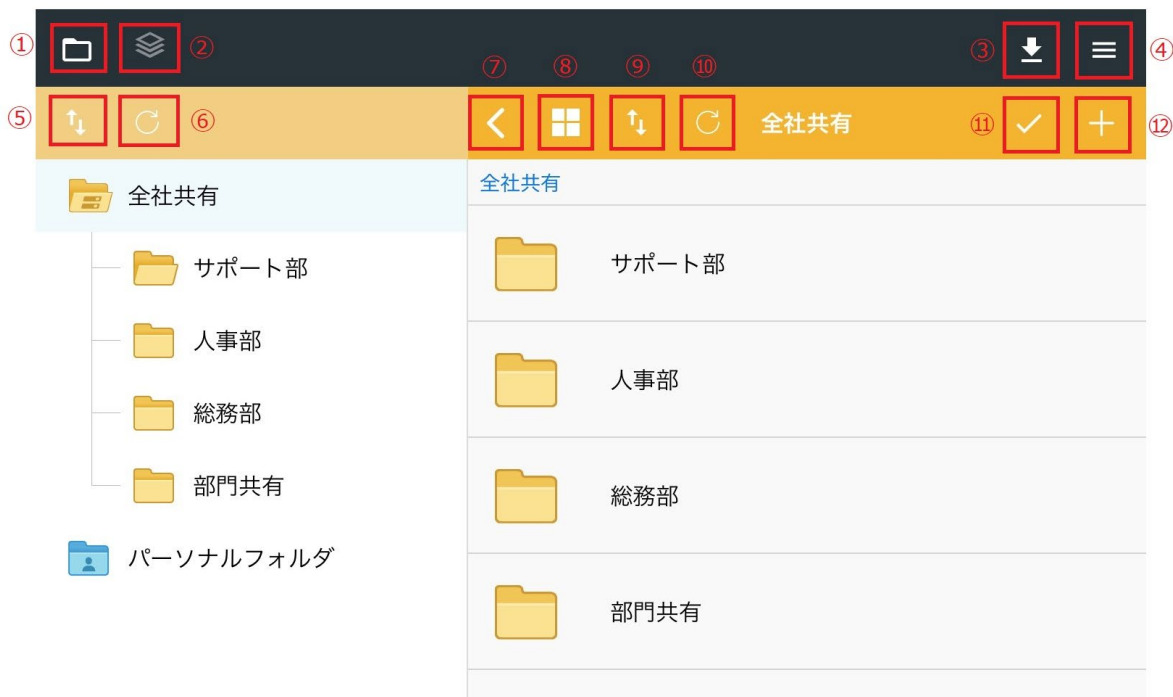 ① ② ③ ④
⑤ ⑥ ⑦ ⑧ ⑨ ⑩ 全社共有 ⑪ ⑫
全社共有
サポート部
人事部
総務部
部門共有
パーソナルフォルダ
全社共有
サポート部
人事部
総務部
部門共有